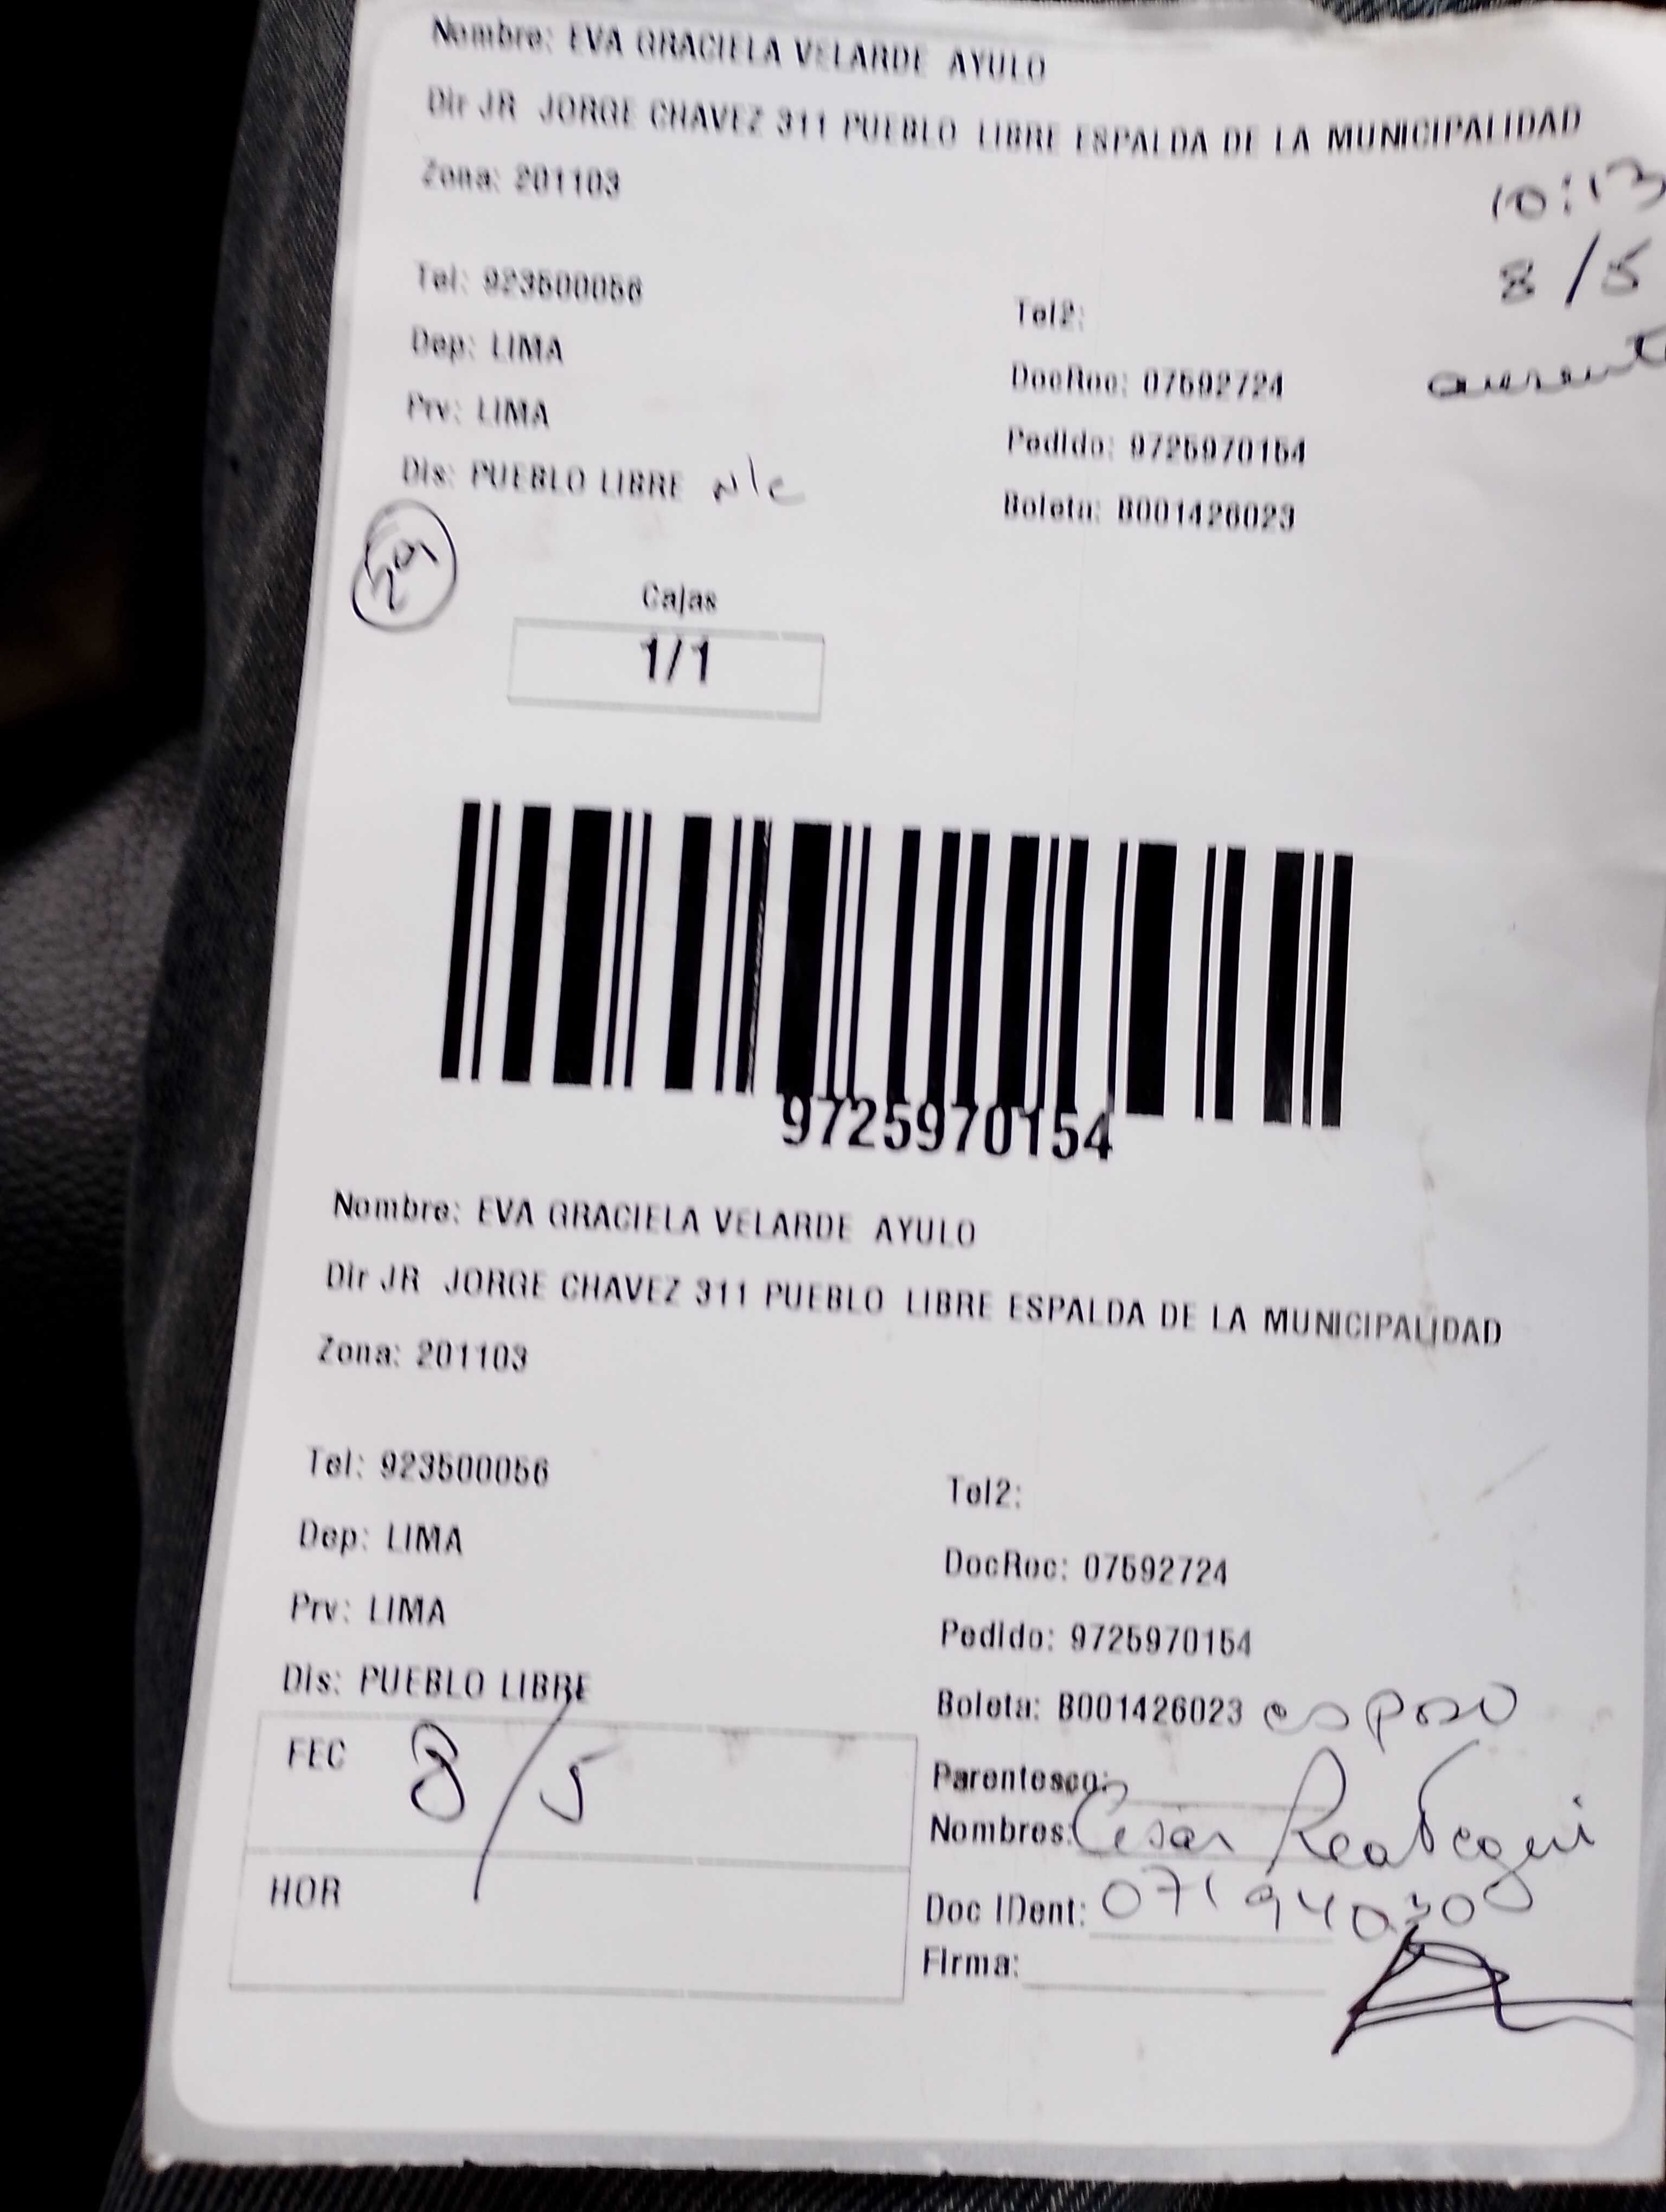 Nombre: EVA GRACIELA VELARDE AYULO
Dir JR JORGE CHAVEZ 311 PUEBLO LIBRE ESPALDA DE LA MUNICIPALIDAD
Zona: 201103
10:13
8/5
ausente
Tel: 923500056
Tel2:
Dep: LIMA
DocRec: 07592724
Prv: LIMA
Pedido: 9725970154
Dis: PUEBLO LIBRE N/c
Boleta: B001426023
Cajas
1/1
9725970154
Nombre: EVA GRACIELA VELARDE AYULO
Dir JR JORGE CHAVEZ 311 PUEBLO LIBRE ESPALDA DE LA MUNICIPALIDAD
Zona: 201103
Tel: 923500056
Tel2:
Dep: LIMA
DocRec: 07592724
Prv: LIMA
Pedido: 9725970154
Dis: PUEBLO LIBRE
Boleta: B001426023
esposo
FEC 8/5
Parentesco:
Nombres: Cesar Reategui
HOR
Doc IDent: 07194030
Firma: